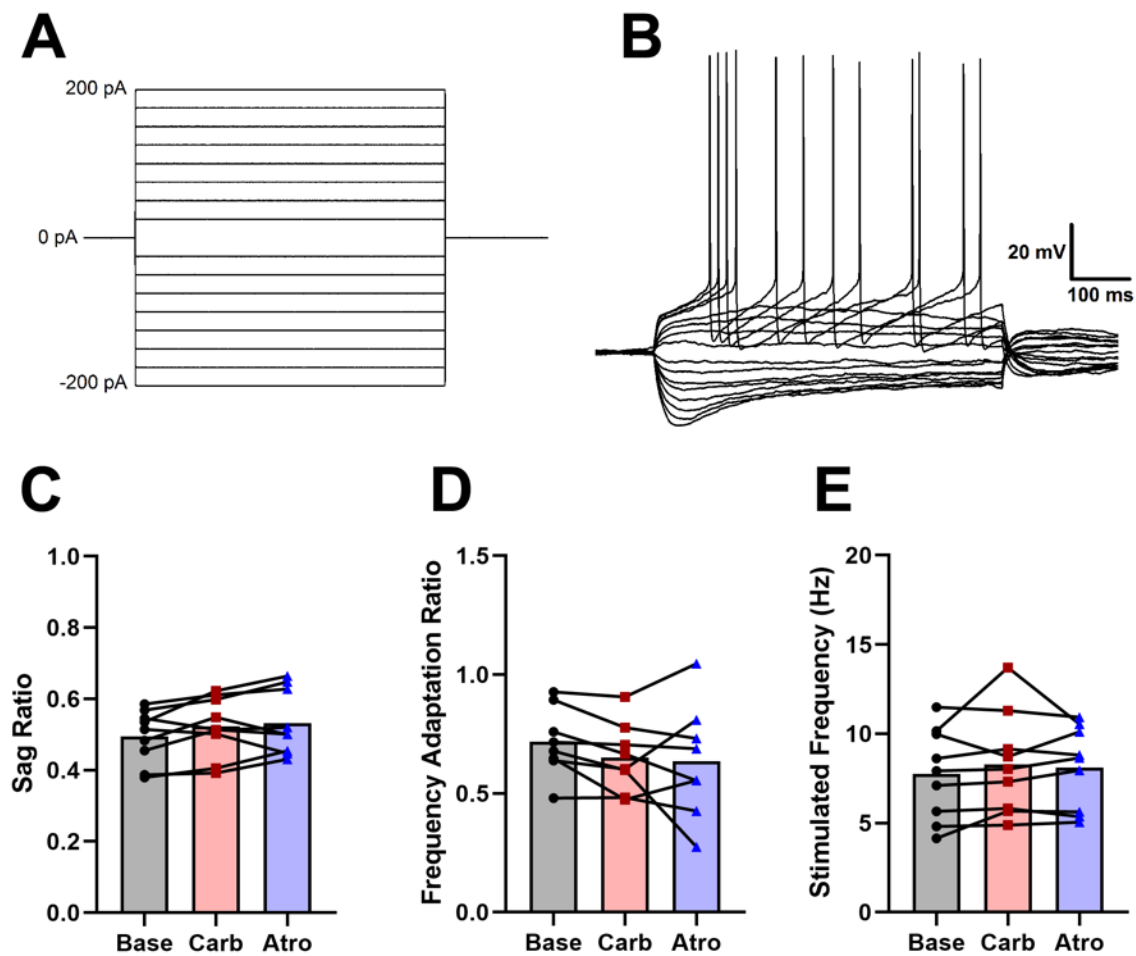 A
200 pA
0 pA
-200 pA
B
20 mV
100 ms
C
Sag Ratio
1.0
0.8
0.6
0.4
0.2
0.0
Base Carb Atro
D
Frequency Adaptation Ratio
1.5
1.0
0.5
0.0
Base Carb Atro
E
Stimulated Frequency (Hz)
20
15
10
5
0
Base Carb Atro